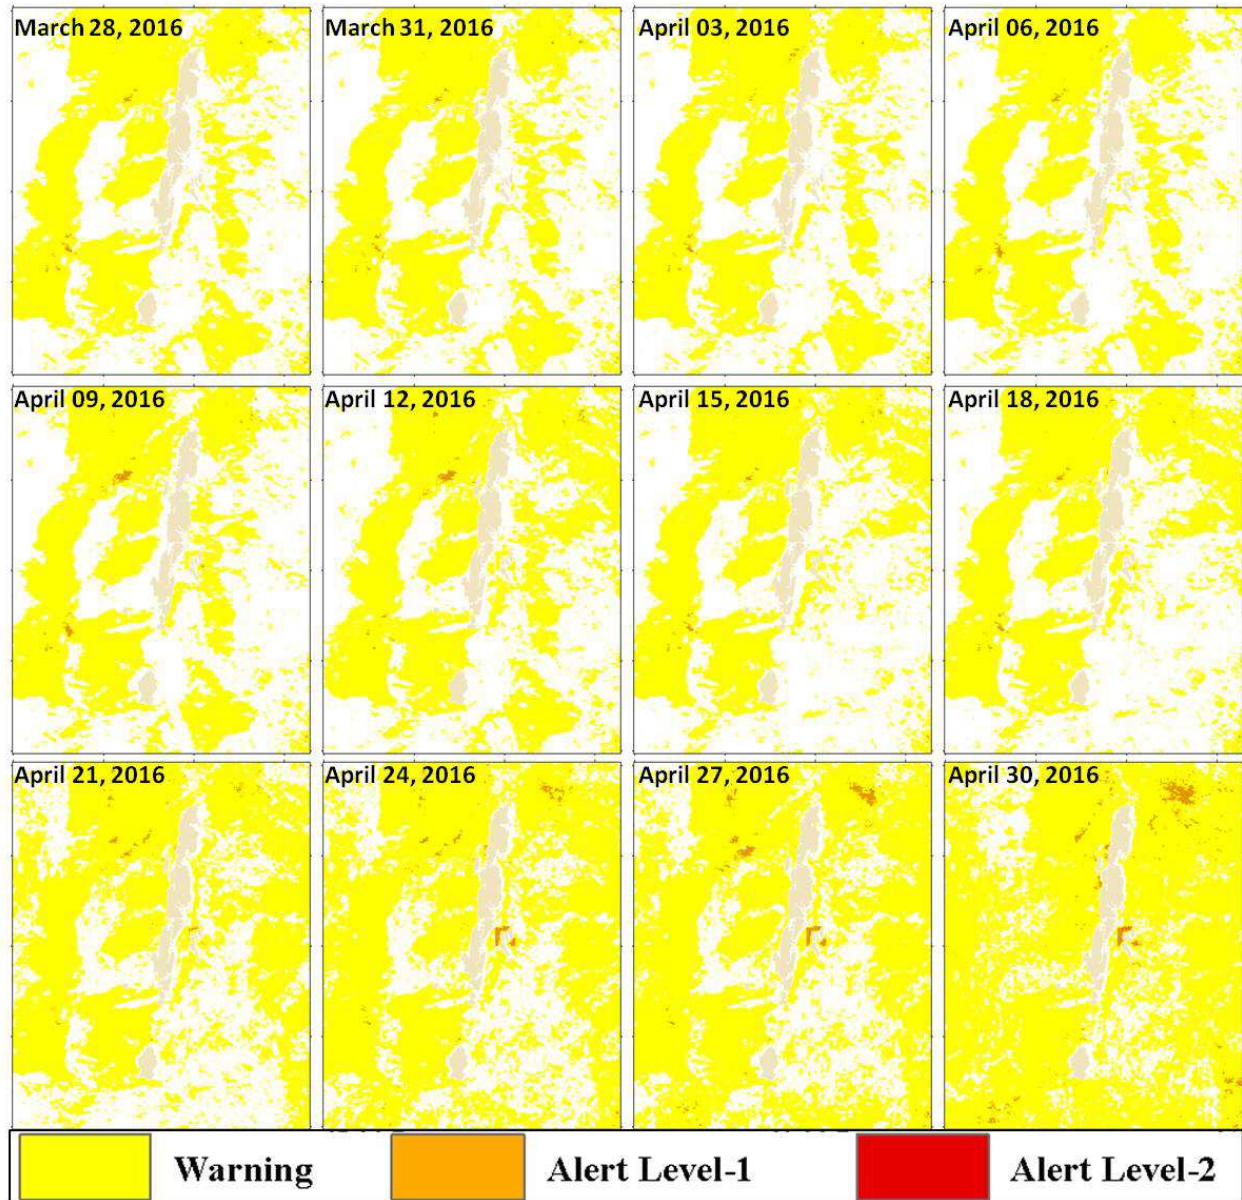 March 28, 2016
March 31, 2016
April 03, 2016
April 06, 2016
April 09, 2016
April 12, 2016
April 15, 2016
April 18, 2016
April 21, 2016
April 24, 2016
April 27, 2016
April 30, 2016
Warning
Alert Level-1
Alert Level-2